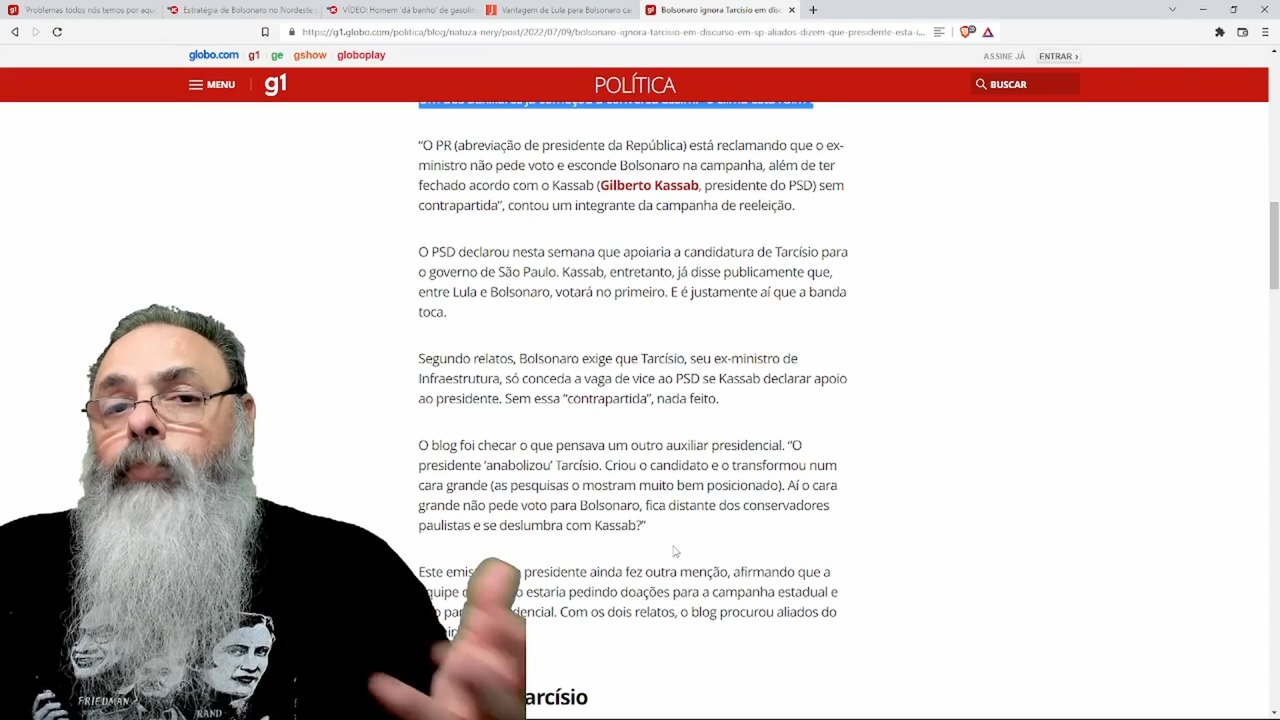 'Problemas todos nós temos por aqu
Estratégia de Bolsonaro no Nordeste
VÍDEO: Homem 'dá banho' de gasolin
Vantagem de Lula para Bolsonaro ca
Bolsonaro ignora Tarcísio em disc
https://g1.globo.com/politica/blog/natuza-nery/post/2022/07/09/bolsonaro-ignora-tarcisio-em-discurso-em-sp-aliados-dizem-que-presidente-esta-i...
globo.com g1 ge gshow globoplay
ASSINE JÁ ENTRAR ›
MENU g1 POLÍTICA BUSCAR
“O PR (abreviação de presidente da República) está reclamando que o ex-
ministro não pede voto e esconde Bolsonaro na campanha, além de ter
fechado acordo com o Kassab (Gilberto Kassab, presidente do PSD) sem
contrapartida”, contou um integrante da campanha de reeleição.
O PSD declarou nesta semana que apoiaria a candidatura de Tarcísio para
o governo de São Paulo. Kassab, entretanto, já disse publicamente que,
entre Lula e Bolsonaro, votará no primeiro. E é justamente aí que a banda
toca.
Segundo relatos, Bolsonaro exige que Tarcísio, seu ex-ministro de
Infraestrutura, só conceda a vaga de vice ao PSD se Kassab declarar apoio
ao presidente. Sem essa “contrapartida”, nada feito.
O blog foi checar o que pensava um outro auxiliar presidencial. “O
presidente ‘anabolizou’ Tarcísio. Criou o candidato e o transformou num
cara grande (as pesquisas o mostram muito bem posicionado). Aí o cara
grande não pede voto para Bolsonaro, fica distante dos conservadores
paulistas e se deslumbra com Kassab?”
Este emis presidente ainda fez outra menção, afirmando que a
estaria pedindo doações para a campanha estadual e
Com os dois relatos, o blog procurou aliados do
arcísio
FRIEDMAN
RAND